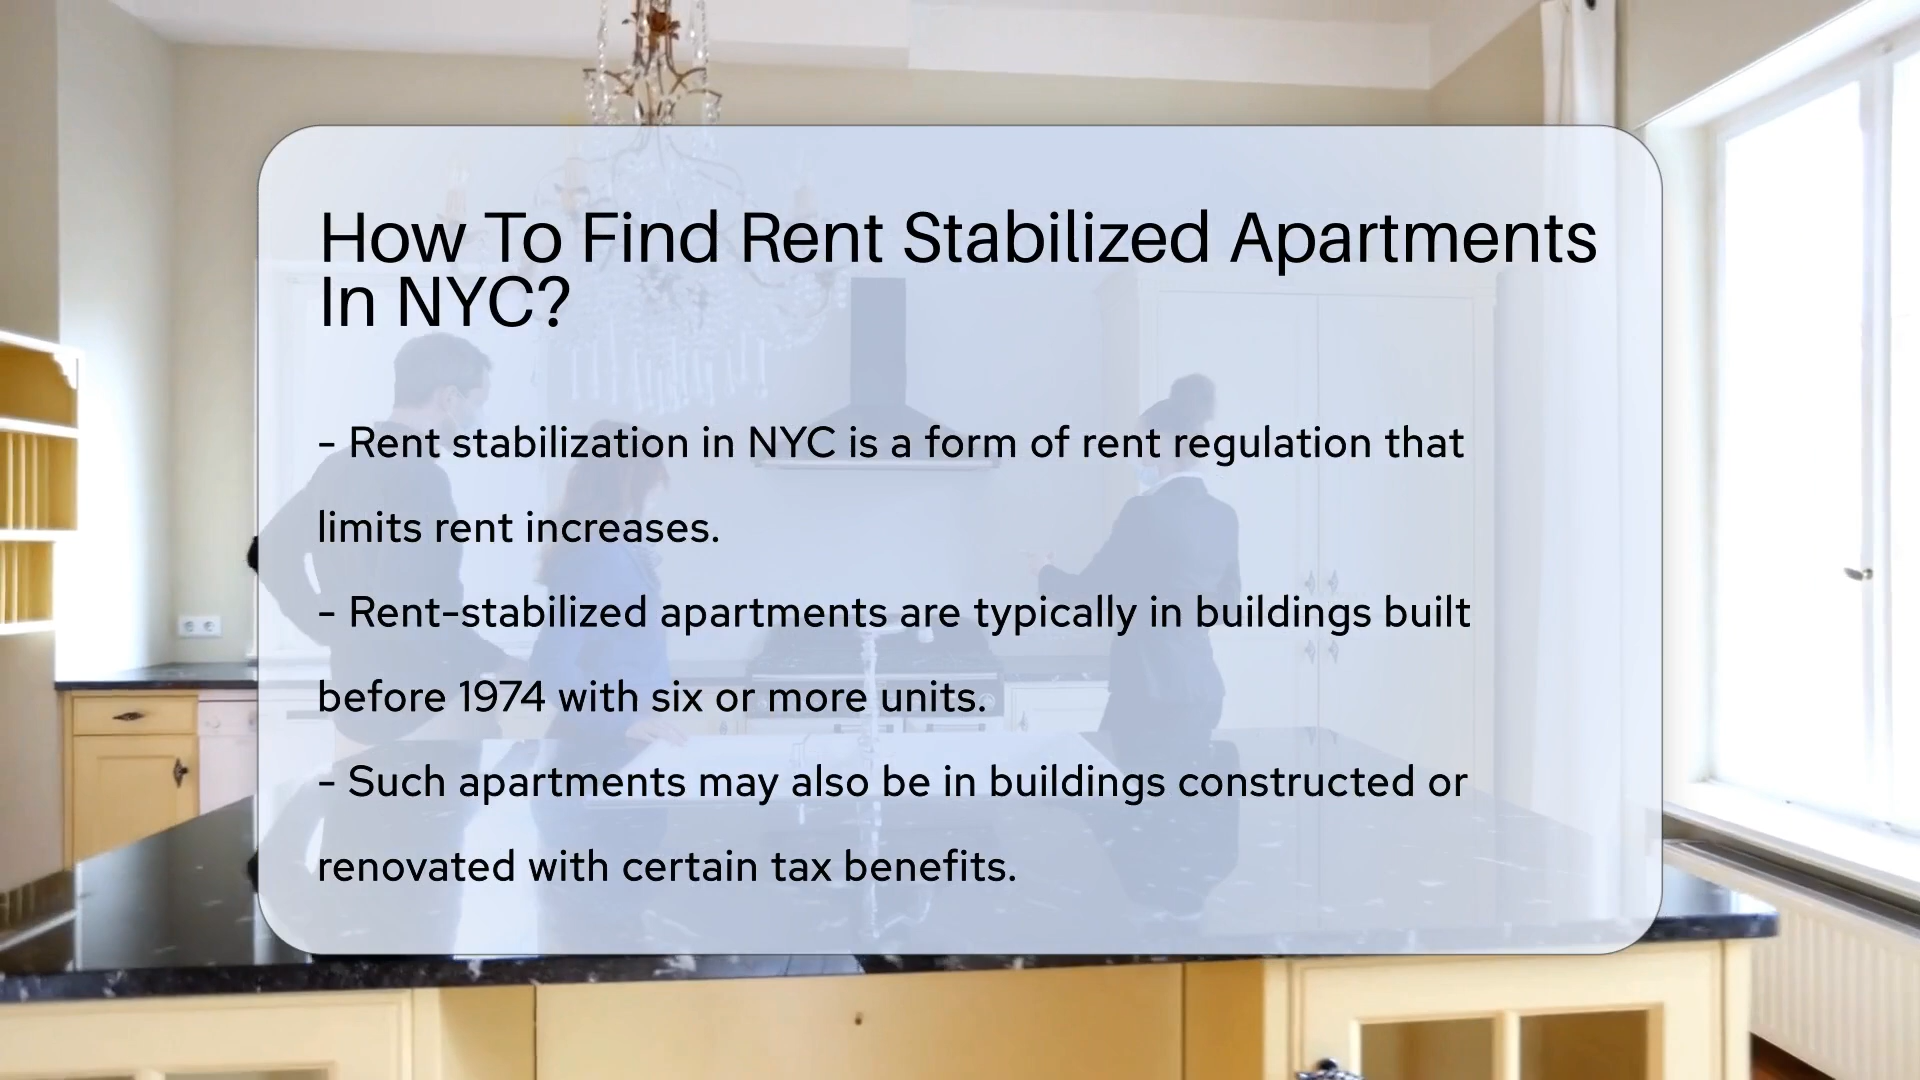 How To Find Rent Stabilized Apartments
In NYC?
- Rent stabilization in NYC is a form of rent regulation that
limits rent increases.
- Rent-stabilized apartments are typically in buildings built
before 1974 with six or more units.
- Such apartments may also be in buildings constructed or
renovated with certain tax benefits.